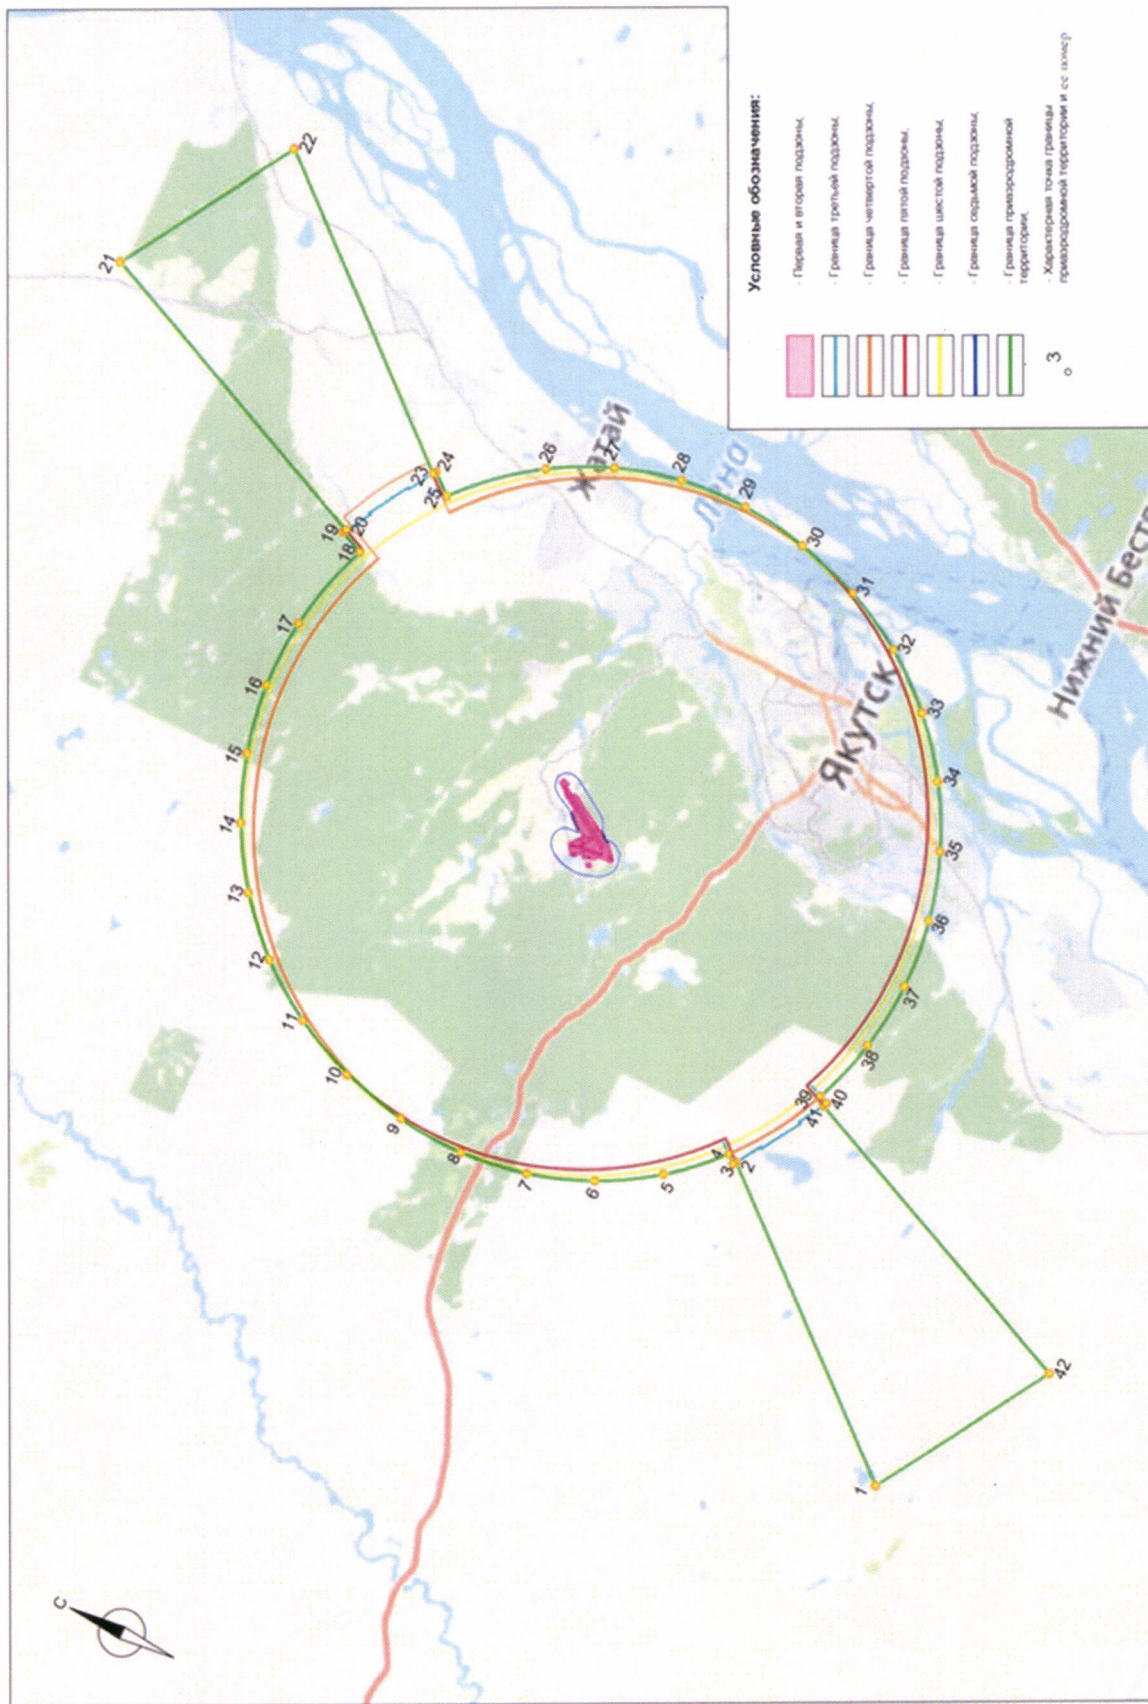 С
21
22
19
20
18
23
24
25
17
16
15
14
13
12
11
10
9
8
7
6
5
4
3
2
26
27
28
29
30
31
32
33
34
35
36
37
38
39
40
41
42
1
Жатай
Лена
Якутск
Нижний Бест
Условные обозначения:
- Первая и вторая подзоны,
- Граница третьей подзоны,
- Граница четвертой подзоны,
- Граница пятой подзоны,
- Граница шестой подзоны,
- Граница седьмой подзоны,
- Граница приаэродромной
территории,
3
- Характерная точка границы
приаэродромной территории и ее номер